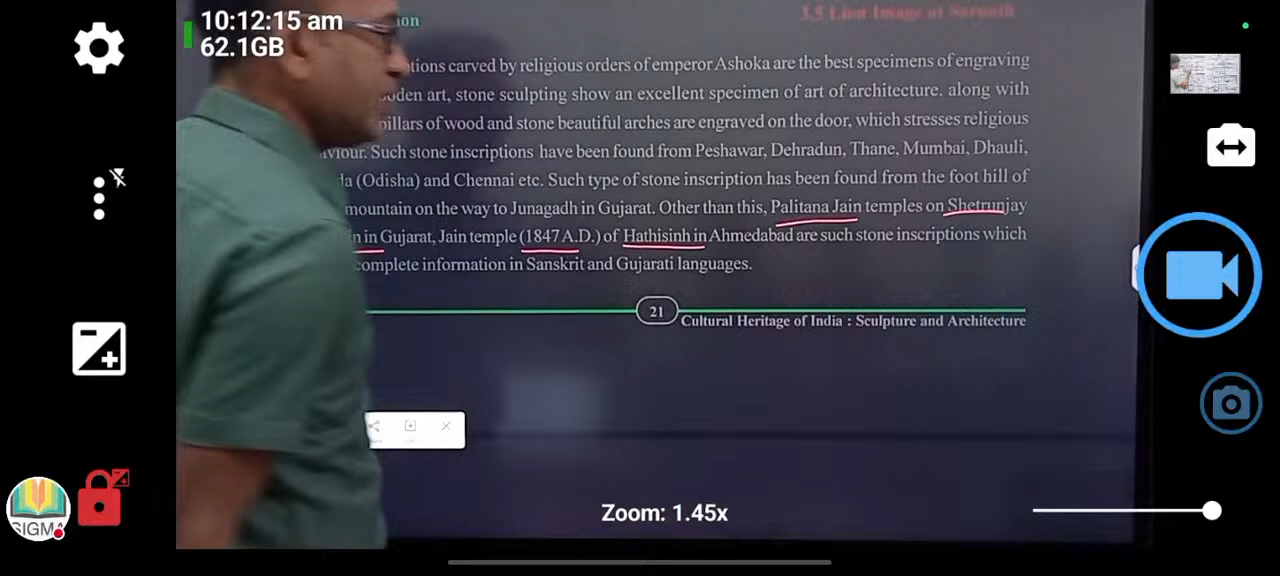 10:12:15 am
62.1GB
on
3.5 Lion Image at Sarnath
tions carved by religious orders of emperor Ashoka are the best specimens of engraving
oden art, stone sculpting show an excellent specimen of art of architecture. along with
pillars of wood and stone beautiful arches are engraved on the door, which stresses religious
viour. Such stone inscriptions have been found from Peshawar, Dehradun, Thane, Mumbai, Dhauli,
da (Odisha) and Chennai etc. Such type of stone inscription has been found from the foot hill of
mountain on the way to Junagadh in Gujarat. Other than this, Palitana Jain temples on Shetrunjay
n in Gujarat, Jain temple (1847 A.D.) of Hathisinh in Ahmedabad are such stone inscriptions which
complete information in Sanskrit and Gujarati languages.
21
Cultural Heritage of India : Sculpture and Architecture
SIGMA
Zoom: 1.45x